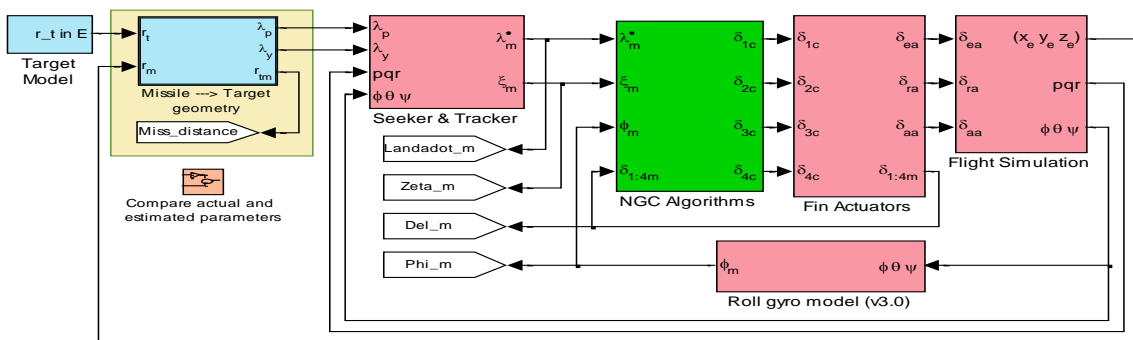 r_t in E
Target
Model
r_t
r_m
λ_p
λ_y
r_tm
Missile ---> Target
geometry
Miss_distance
Compare actual and
estimated parameters
λ_p
λ_y
pqr
ϕ θ ψ
λ•_m
ξ_m
Seeker & Tracker
Landadot_m
Zeta_m
Del_m
Phi_m
λ•_m
ξ_m
ϕ_m
δ_1:4m
δ_1c
δ_2c
δ_3c
δ_4c
NGC Algorithms
δ_1c
δ_2c
δ_3c
δ_4c
δ_ea
δ_ra
δ_aa
δ_1:4m
Fin Actuators
δ_ea
δ_ra
δ_aa
(x_e y_e z_e)
pqr
ϕ θ ψ
Flight Simulation
ϕ_m
ϕ θ ψ
Roll gyro model (v3.0)